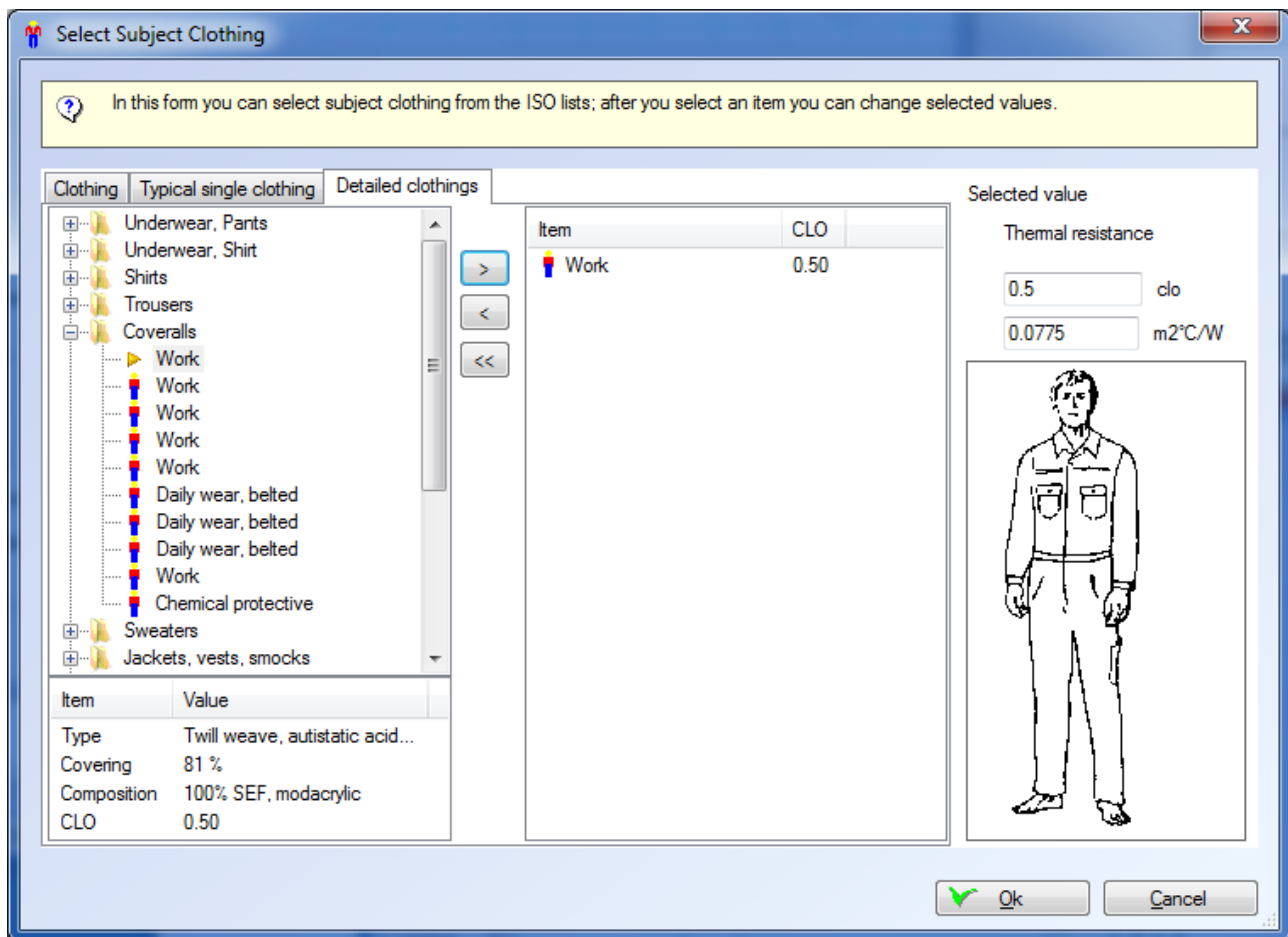 Select Subject Clothing
In this form you can select subject clothing from the ISO lists; after you select an item you can change selected values.
Clothing
Typical single clothing
Detailed clothings
Underwear, Pants
Underwear, Shirt
Shirts
Trousers
Coveralls
Work
Work
Work
Work
Work
Daily wear, belted
Daily wear, belted
Daily wear, belted
Work
Chemical protective
Sweaters
Jackets, vests, smocks
Item Value
Type Twill weave, autistatic acid...
Covering 81 %
Composition 100% SEF, modacrylic
CLO 0.50
>
<
<<
Item CLO
Work 0.50
Selected value
Thermal resistance
0.5 clo
0.0775 m2°C/W
Ok
Cancel